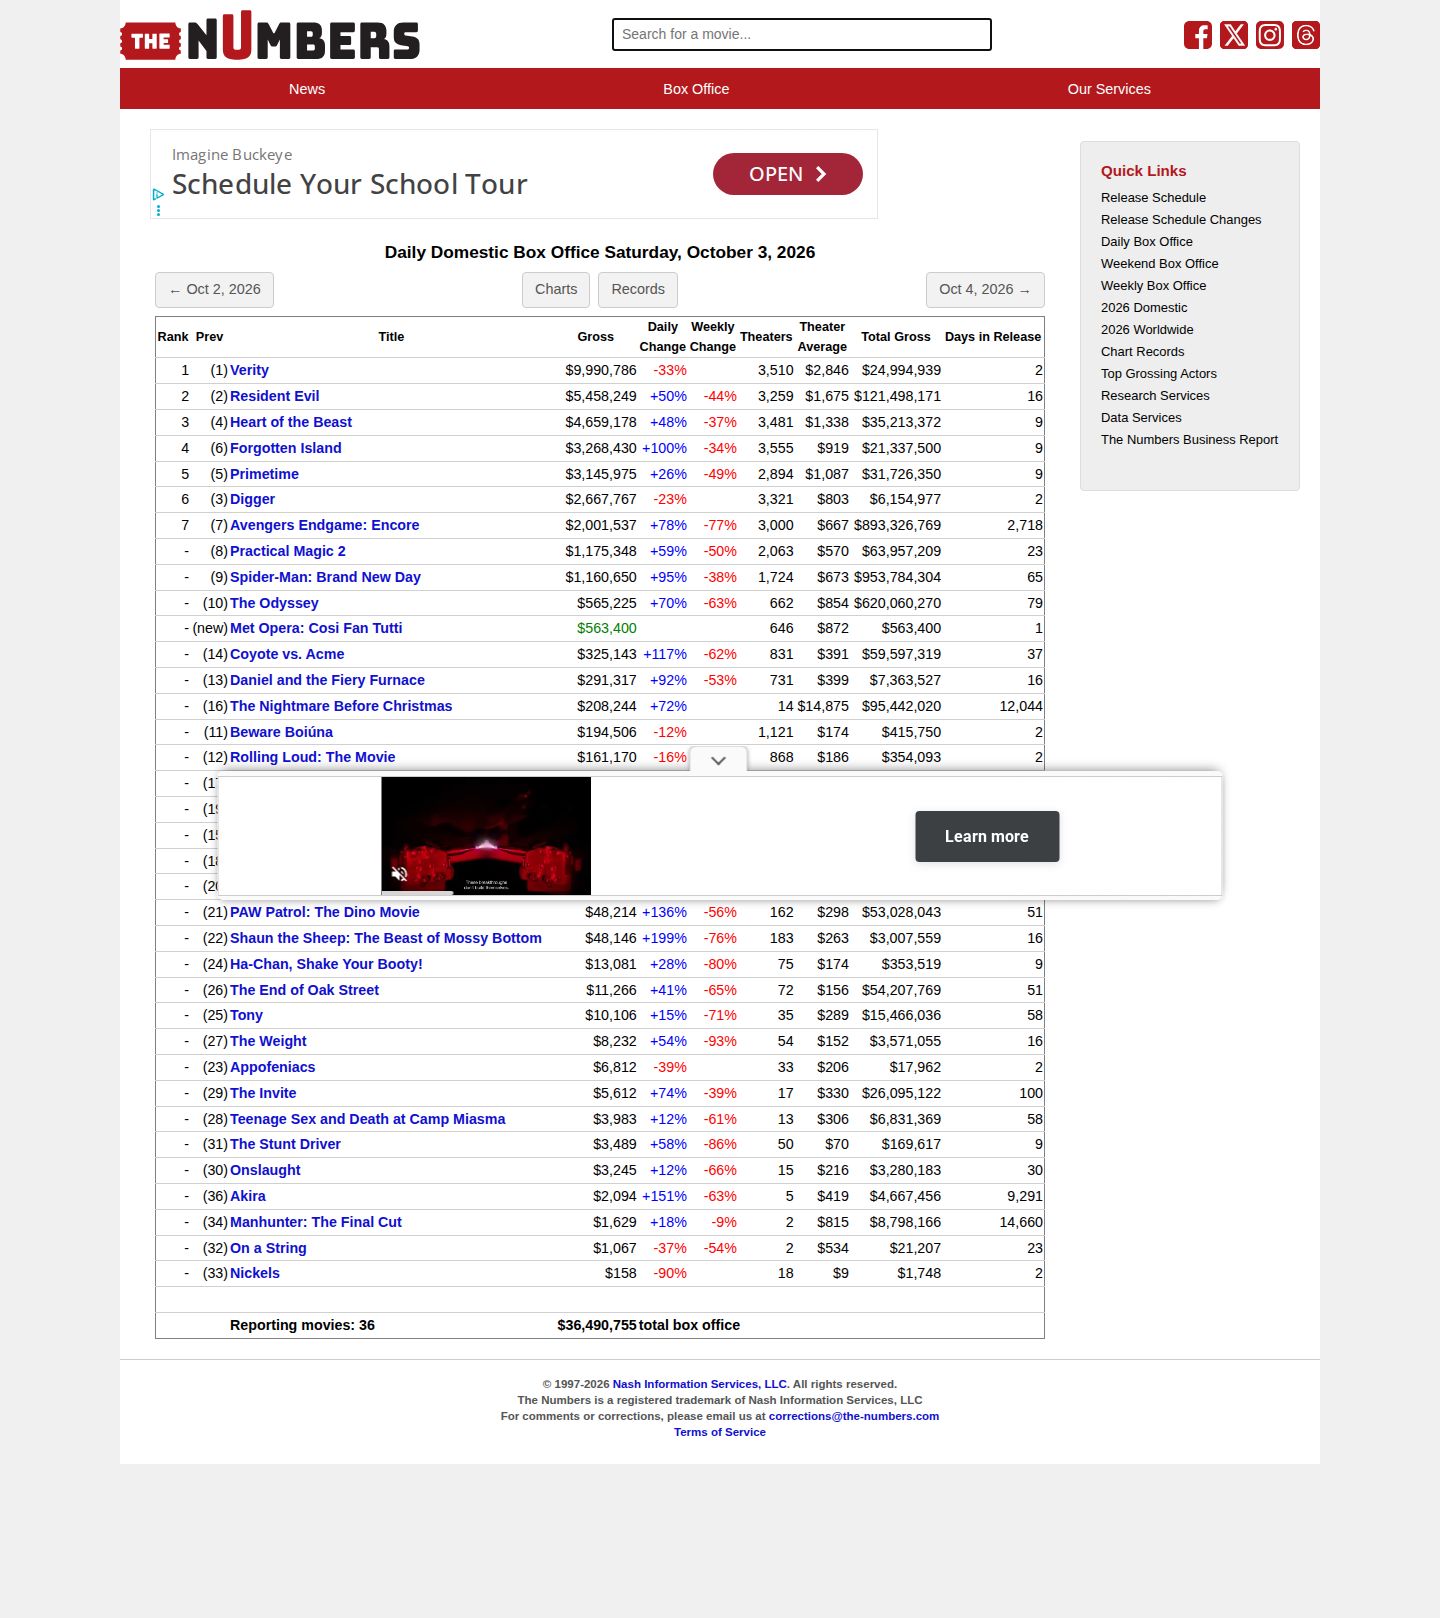 THE NUMBERS
Search for a movie...
News Box Office Our Services
Imagine Buckeye
Schedule Your School Tour
OPEN
Quick Links
Release Schedule
Release Schedule Changes
Daily Box Office
Weekend Box Office
Weekly Box Office
2026 Domestic
2026 Worldwide
Chart Records
Top Grossing Actors
Research Services
Data Services
The Numbers Business Report
Daily Domestic Box Office Saturday, October 3, 2026
← Oct 2, 2026 Charts Records Oct 4, 2026 →
Rank Prev Title Gross Daily Change Weekly Change Theaters Theater Average Total Gross Days in Release
1 (1) Verity $9,990,786 -33% 3,510 $2,846 $24,994,939 2
2 (2) Resident Evil $5,458,249 +50% -44% 3,259 $1,675 $121,498,171 16
3 (4) Heart of the Beast $4,659,178 +48% -37% 3,481 $1,338 $35,213,372 9
4 (6) Forgotten Island $3,268,430 +100% -34% 3,555 $919 $21,337,500 9
5 (5) Primetime $3,145,975 +26% -49% 2,894 $1,087 $31,726,350 9
6 (3) Digger $2,667,767 -23% 3,321 $803 $6,154,977 2
7 (7) Avengers Endgame: Encore $2,001,537 +78% -77% 3,000 $667 $893,326,769 2,718
- (8) Practical Magic 2 $1,175,348 +59% -50% 2,063 $570 $63,957,209 23
- (9) Spider-Man: Brand New Day $1,160,650 +95% -38% 1,724 $673 $953,784,304 65
- (10) The Odyssey $565,225 +70% -63% 662 $854 $620,060,270 79
- (new) Met Opera: Cosi Fan Tutti $563,400 646 $872 $563,400 1
- (14) Coyote vs. Acme $325,143 +117% -62% 831 $391 $59,597,319 37
- (13) Daniel and the Fiery Furnace $291,317 +92% -53% 731 $399 $7,363,527 16
- (16) The Nightmare Before Christmas $208,244 +72% 14 $14,875 $95,442,020 12,044
- (11) Beware Boiúna $194,506 -12% 1,121 $174 $415,750 2
- (12) Rolling Loud: The Movie $161,170 -16% 868 $186 $354,093 2
- (17
- (19
- (15
- (18
- (20
Learn more
- (21) PAW Patrol: The Dino Movie $48,214 +136% -56% 162 $298 $53,028,043 51
- (22) Shaun the Sheep: The Beast of Mossy Bottom $48,146 +199% -76% 183 $263 $3,007,559 16
- (24) Ha-Chan, Shake Your Booty! $13,081 +28% -80% 75 $174 $353,519 9
- (26) The End of Oak Street $11,266 +41% -65% 72 $156 $54,207,769 51
- (25) Tony $10,106 +15% -71% 35 $289 $15,466,036 58
- (27) The Weight $8,232 +54% -93% 54 $152 $3,571,055 16
- (23) Appofeniacs $6,812 -39% 33 $206 $17,962 2
- (29) The Invite $5,612 +74% -39% 17 $330 $26,095,122 100
- (28) Teenage Sex and Death at Camp Miasma $3,983 +12% -61% 13 $306 $6,831,369 58
- (31) The Stunt Driver $3,489 +58% -86% 50 $70 $169,617 9
- (30) Onslaught $3,245 +12% -66% 15 $216 $3,280,183 30
- (36) Akira $2,094 +151% -63% 5 $419 $4,667,456 9,291
- (34) Manhunter: The Final Cut $1,629 +18% -9% 2 $815 $8,798,166 14,660
- (32) On a String $1,067 -37% -54% 2 $534 $21,207 23
- (33) Nickels $158 -90% 18 $9 $1,748 2
Reporting movies: 36 $36,490,755 total box office
© 1997-2026 Nash Information Services, LLC. All rights reserved.
The Numbers is a registered trademark of Nash Information Services, LLC
For comments or corrections, please email us at corrections@the-numbers.com
Terms of Service